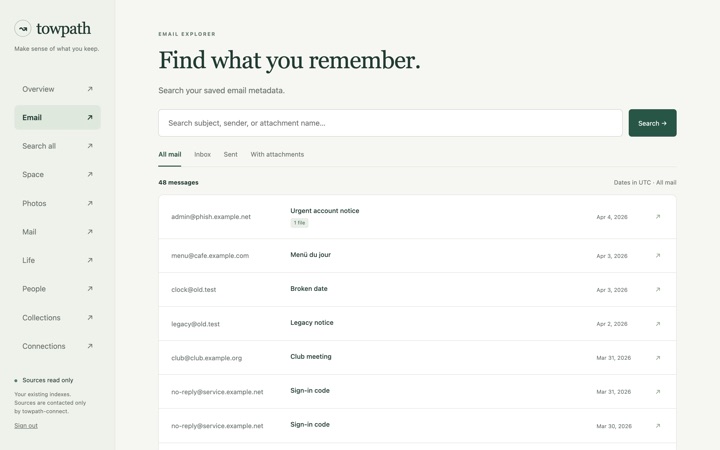 towpath
Make sense of what you keep.
Overview ↗
Email ↗
Search all ↗
Space ↗
Photos ↗
Mail ↗
Life ↗
People ↗
Collections ↗
Connections ↗
Sources read only
Your existing indexes.
Sources are contacted only
by towpath-connect.
Sign out
EMAIL EXPLORER
Find what you remember.
Search your saved email metadata.
Search subject, sender, or attachment name...
Search →
All mail Inbox Sent With attachments
48 messages Dates in UTC · All mail
admin@phish.example.net Urgent account notice Apr 4, 2026 ↗
1 file
menu@cafe.example.com Menü du jour Apr 3, 2026 ↗
clock@old.test Broken date Apr 3, 2026 ↗
legacy@old.test Legacy notice Apr 2, 2026 ↗
club@club.example.org Club meeting Mar 31, 2026 ↗
no-reply@service.example.net Sign-in code Mar 31, 2026 ↗
no-reply@service.example.net Sign-in code Mar 30, 2026 ↗